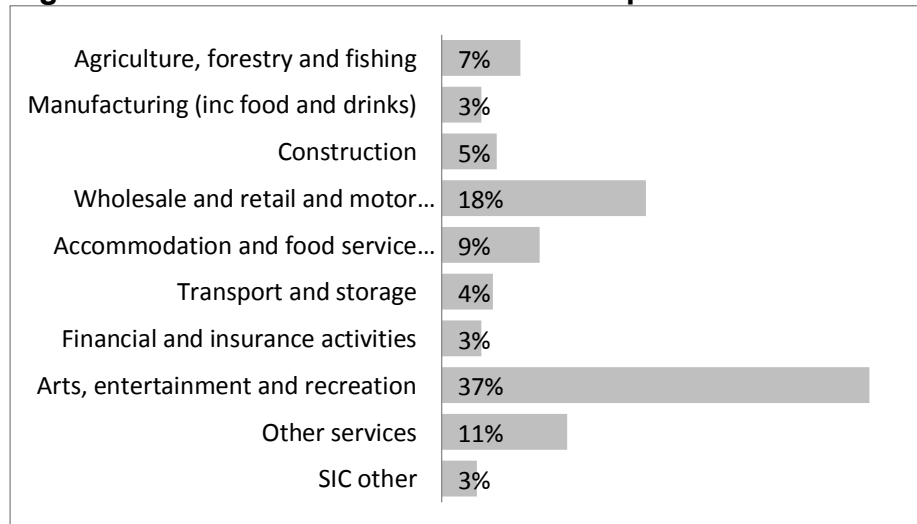 Agriculture, forestry and fishing 7%
Manufacturing (inc food and drinks) 3%
Construction 5%
Wholesale and retail and motor... 18%
Accommodation and food service... 9%
Transport and storage 4%
Financial and insurance activities 3%
Arts, entertainment and recreation 37%
Other services 11%
SIC other 3%